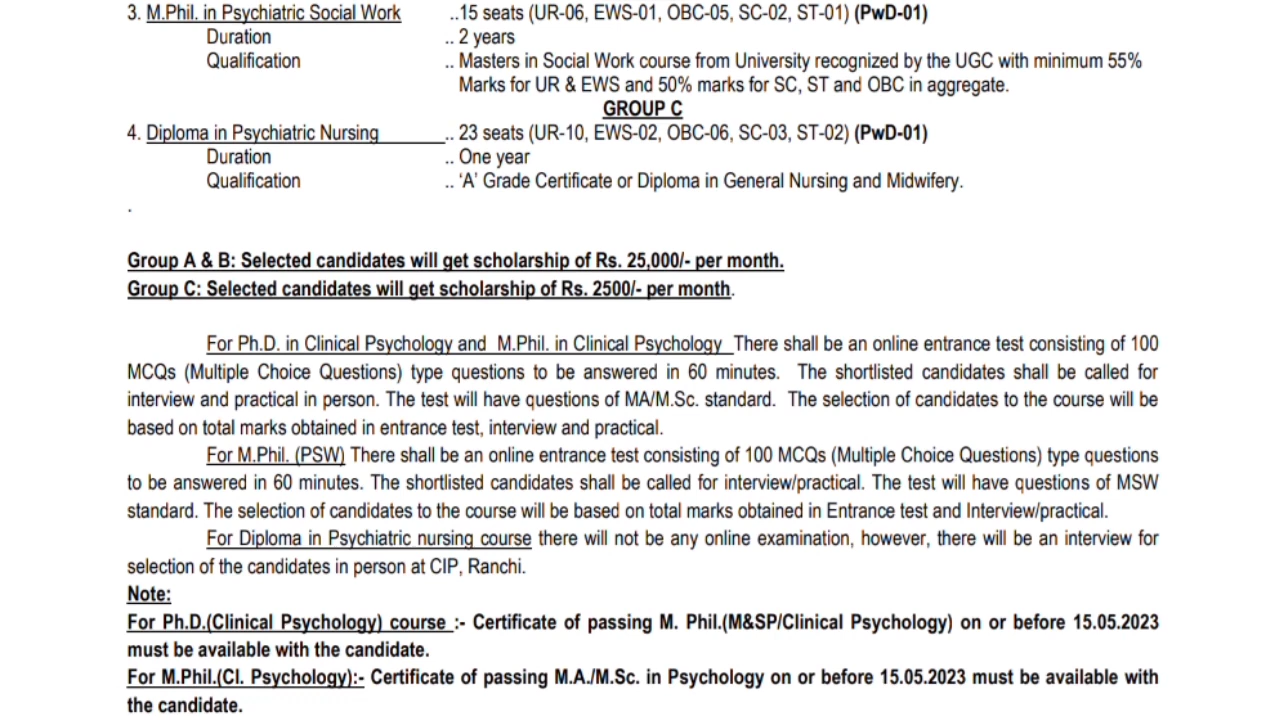 3. M.Phil. in Psychiatric Social Work ..15 seats (UR-06, EWS-01, OBC-05, SC-02, ST-01) (PwD-01)
Duration .. 2 years
Qualification .. Masters in Social Work course from University recognized by the UGC with minimum 55%
Marks for UR & EWS and 50% marks for SC, ST and OBC in aggregate.
GROUP C
4. Diploma in Psychiatric Nursing .. 23 seats (UR-10, EWS-02, OBC-06, SC-03, ST-02) (PwD-01)
Duration .. One year
Qualification .. ‘A’ Grade Certificate or Diploma in General Nursing and Midwifery.
.
Group A & B: Selected candidates will get scholarship of Rs. 25,000/- per month.
Group C: Selected candidates will get scholarship of Rs. 2500/- per month.
For Ph.D. in Clinical Psychology and M.Phil. in Clinical Psychology There shall be an online entrance test consisting of 100
MCQs (Multiple Choice Questions) type questions to be answered in 60 minutes. The shortlisted candidates shall be called for
interview and practical in person. The test will have questions of MA/M.Sc. standard. The selection of candidates to the course will be
based on total marks obtained in entrance test, interview and practical.
For M.Phil. (PSW) There shall be an online entrance test consisting of 100 MCQs (Multiple Choice Questions) type questions
to be answered in 60 minutes. The shortlisted candidates shall be called for interview/practical. The test will have questions of MSW
standard. The selection of candidates to the course will be based on total marks obtained in Entrance test and Interview/practical.
For Diploma in Psychiatric nursing course there will not be any online examination, however, there will be an interview for
selection of the candidates in person at CIP, Ranchi.
Note:
For Ph.D.(Clinical Psychology) course :- Certificate of passing M. Phil.(M&SP/Clinical Psychology) on or before 15.05.2023
must be available with the candidate.
For M.Phil.(Cl. Psychology):- Certificate of passing M.A./M.Sc. in Psychology on or before 15.05.2023 must be available with
the candidate.